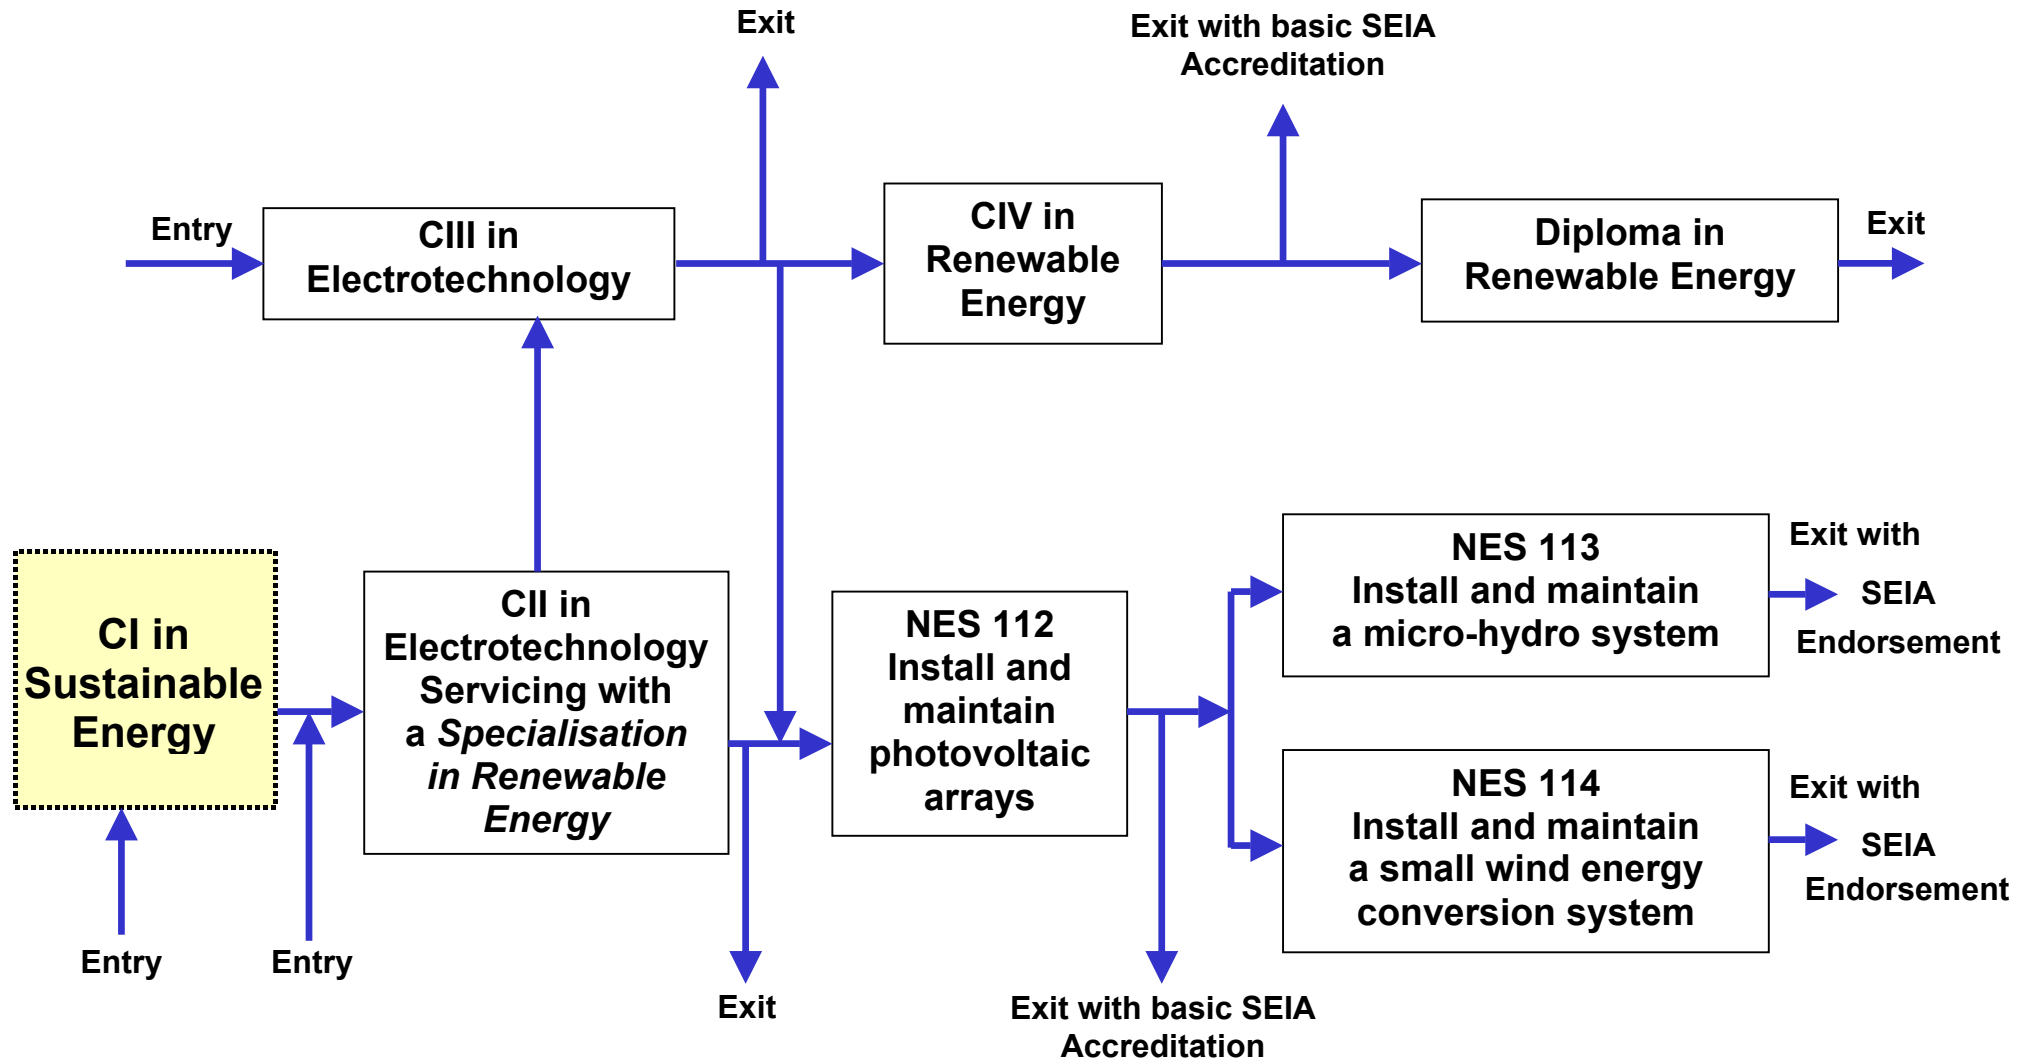 Exit
Exit with basic SEIA
Accreditation
Entry
CIII in
Electrotechnology
CIV in
Renewable
Energy
Diploma in
Renewable Energy
Exit
CI in
Sustainable
Energy
CII in
Electrotechnology
Servicing with
a Specialisation
in Renewable
Energy
NES 112
Install and
maintain
photovoltaic
arrays
NES 113
Install and maintain
a micro-hydro system
Exit with
SEIA
Endorsement
NES 114
Install and maintain
a small wind energy
conversion system
Exit with
SEIA
Endorsement
Entry
Entry
Exit
Exit with basic SEIA
Accreditation